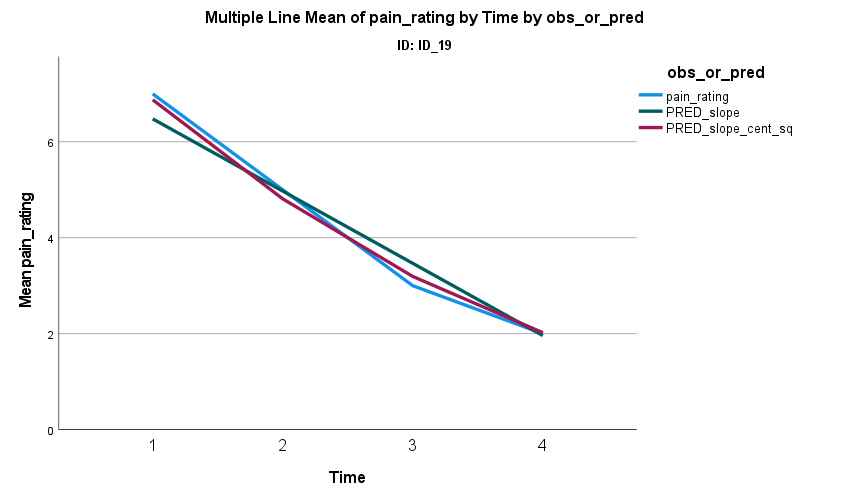 Multiple Line Mean of pain_rating by Time by obs_or_pred
ID: ID_19
obs_or_pred
pain_rating
PRED_slope
PRED_slope_cent_sq
Mean pain_rating
6
4
2
0
1 2 3 4
Time